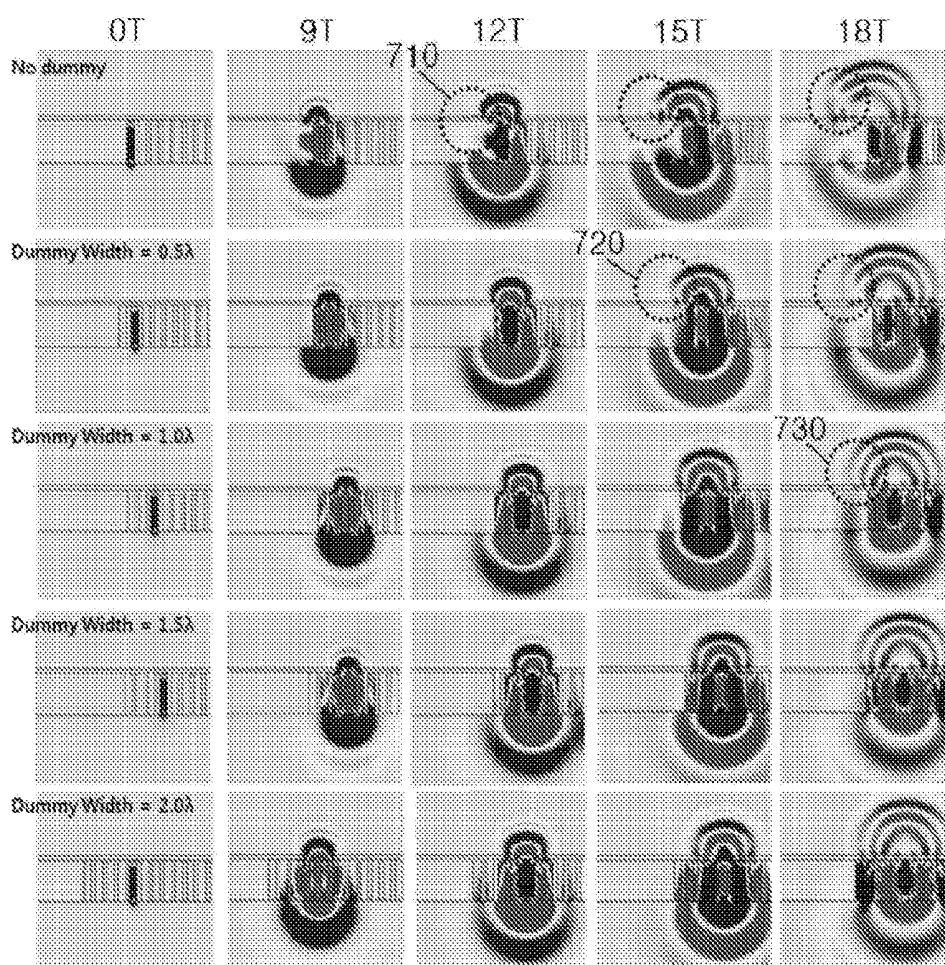 0T 9T 12T 15T 18T
710
No dummy
720
Dummy Width = 0.5λ
730
Dummy Width = 1.0λ
Dummy Width = 1.5λ
Dummy Width = 2.0λ